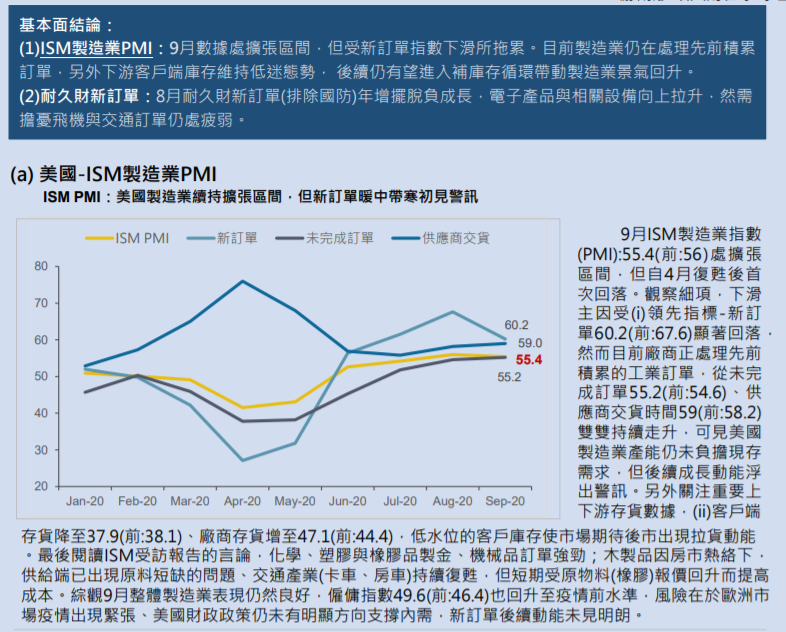 基本面結論：
(1)ISM製造業PMI：9月數據處擴張區間，但受新訂單指數下滑所拖累。目前製造業仍在處理先前積累
訂單，另外下游客戶端庫存維持低迷態勢， 後續仍有望進入補庫存循環帶動製造業景氣回升。
(2)耐久財新訂單：8月耐久財新訂單(排除國防)年增擺脫負成長，電子產品與相關設備向上拉升，然需
擔憂飛機與交通訂單仍處疲弱。
(a) 美國-ISM製造業PMI
ISM PMI：美國製造業續持擴張區間，但新訂單暖中帶寒初見警訊
ISM PMI 新訂單 未完成訂單 供應商交貨
80
70
60
50
40
30
20
60.2
59.0
55.4
55.2
Jan-20 Feb-20 Mar-20 Apr-20 May-20 Jun-20 Jul-20 Aug-20 Sep-20
9月ISM製造業指數
(PMI):55.4(前:56)處擴張
區間，但自4月復甦後首
次回落。觀察細項，下滑
主因受(i)領先指標-新訂
單60.2(前:67.6)顯著回落，
然而目前廠商正處理先前
積累的工業訂單，從未完
成訂單55.2(前:54.6)、供
應商交貨時間59(前:58.2)
雙雙持續走升，可見美國
製造業產能仍未負擔現存
需求，但後續成長動能浮
出警訊。另外關注重要上
下游存貨數據，(ii)客戶端
存貨降至37.9(前:38.1)、廠商存貨增至47.1(前:44.4)，低水位的客戶庫存使市場期待後市出現拉貨動能
。最後閱讀ISM受訪報告的言論，化學、塑膠與橡膠品製金、機械品訂單強勁；木製品因房市熱絡下，
供給端已出現原料短缺的問題、交通產業(卡車、房車)持續復甦，但短期受原物料(橡膠)報價回升而提高
成本。綜觀9月整體製造業表現仍然良好，僱傭指數49.6(前:46.4)也回升至疫情前水準，風險在於歐洲市
場疫情出現緊張、美國財政政策仍未有明顯方向支撐內需，新訂單後續動能未見明朗。